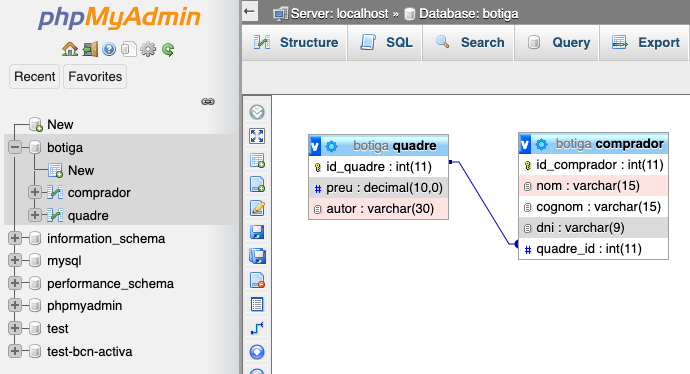 phpMyAdmin
Recent
Favorites
New
botiga
New
comprador
quadre
information_schema
mysql
performance_schema
phpmyadmin
test
test-bcn-activa
Server: localhost » Database: botiga
Structure
SQL
Search
Query
Export
v botiga quadre
id_quadre : int(11)
# preu : decimal(10,0)
autor : varchar(30)
v botiga comprador
id_comprador : int(11)
nom : varchar(15)
cognom : varchar(15)
dni : varchar(9)
# quadre_id : int(11)